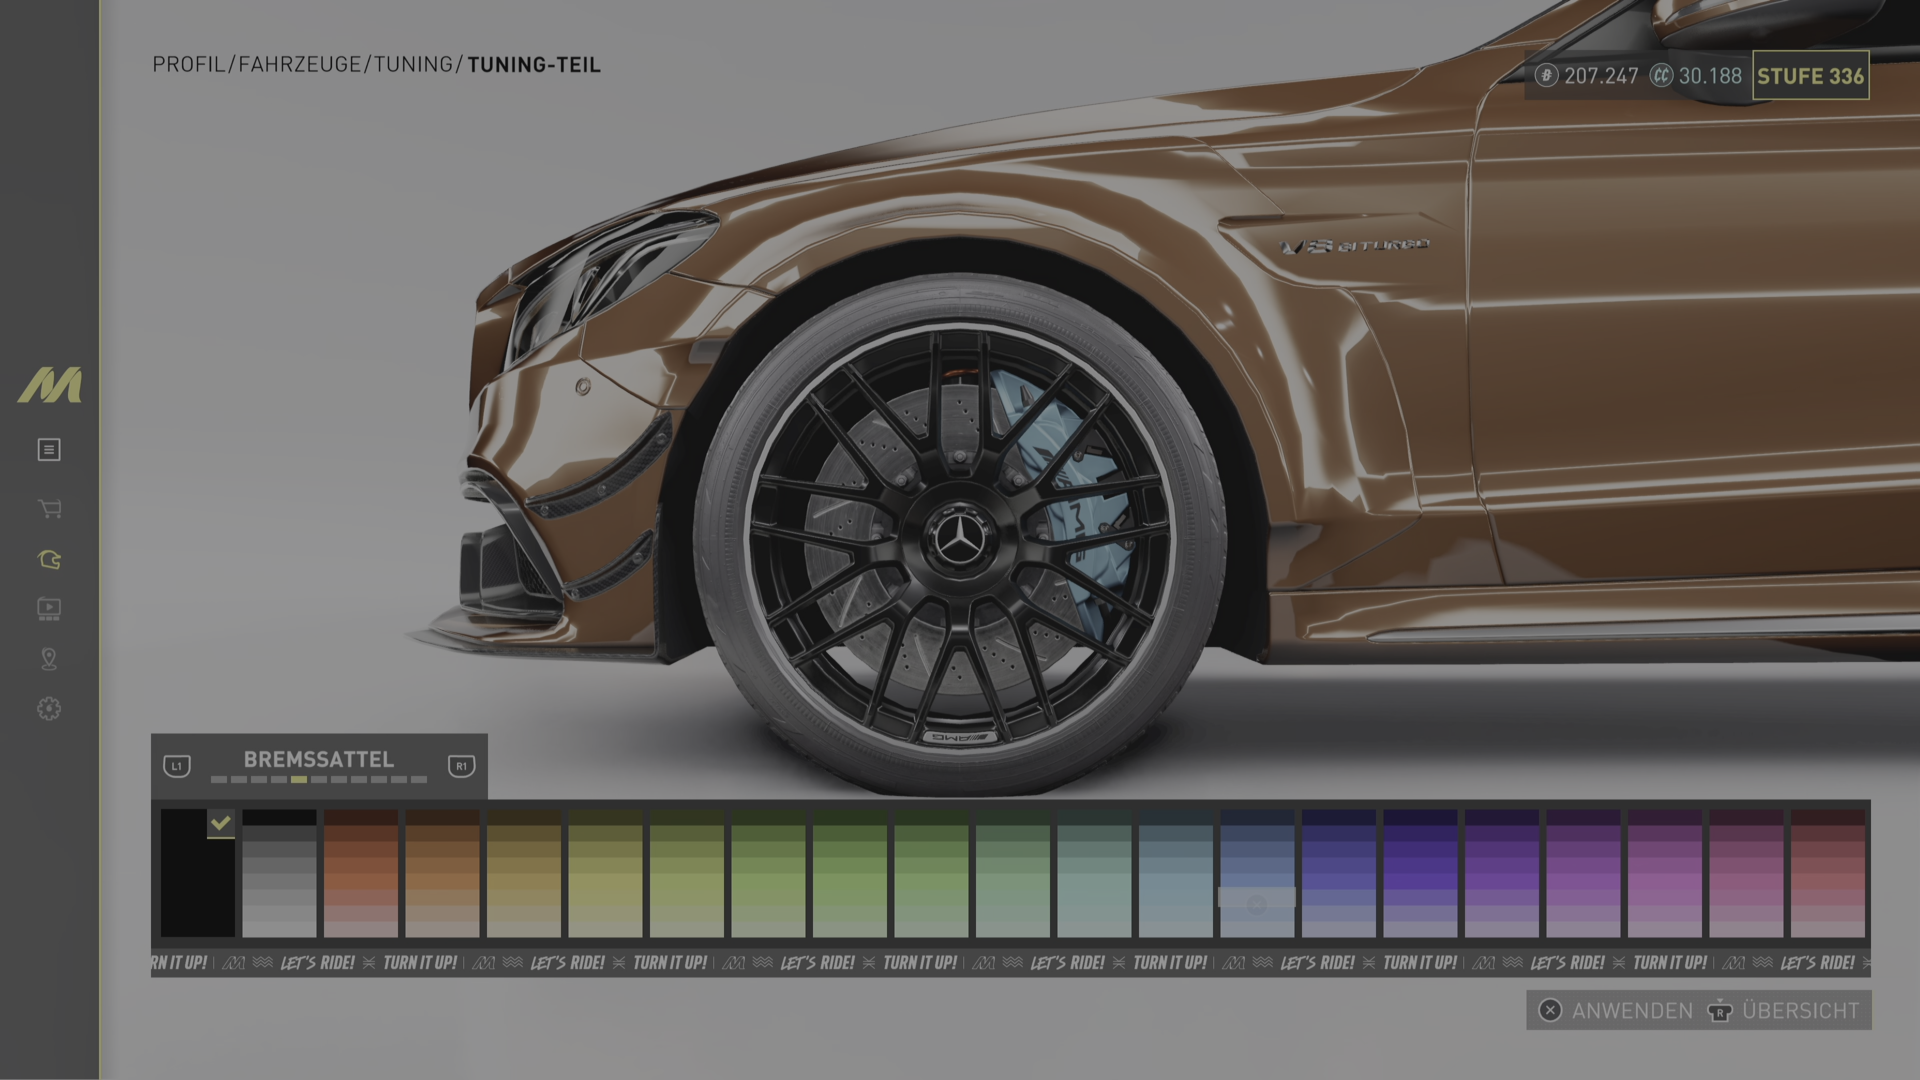 PROFIL/FAHRZEUGE/TUNING/TUNING-TEIL
207.247 CC 30.188 STUFE 336
V8 BITURBO
AMG
AMG
L1 BREMSSATTEL R1
RN IT UP! LET'S RIDE! TURN IT UP! LET'S RIDE! TURN IT UP! LET'S RIDE! TURN IT UP! LET'S RIDE! TURN IT UP! LET'S RIDE! TURN IT UP! LET'S RIDE! TURN IT UP! LET'S RIDE!
ANWENDEN R ÜBERSICHT